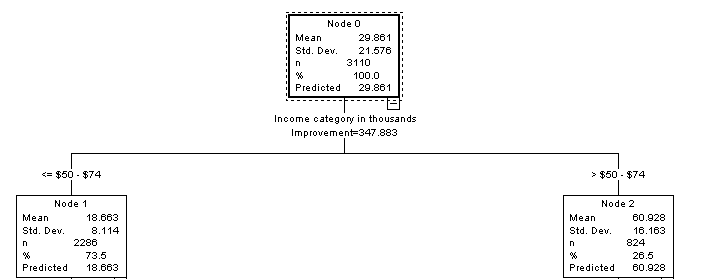 Node 0
Mean 29.861
Std. Dev. 21.576
n 3110
% 100.0
Predicted 29.861
Income category in thousands
Improvement=347.883
<= $50 - $74
> $50 - $74
Node 1
Mean 18.663
Std. Dev. 8.114
n 2286
% 73.5
Predicted 18.663
Node 2
Mean 60.928
Std. Dev. 16.163
n 824
% 26.5
Predicted 60.928